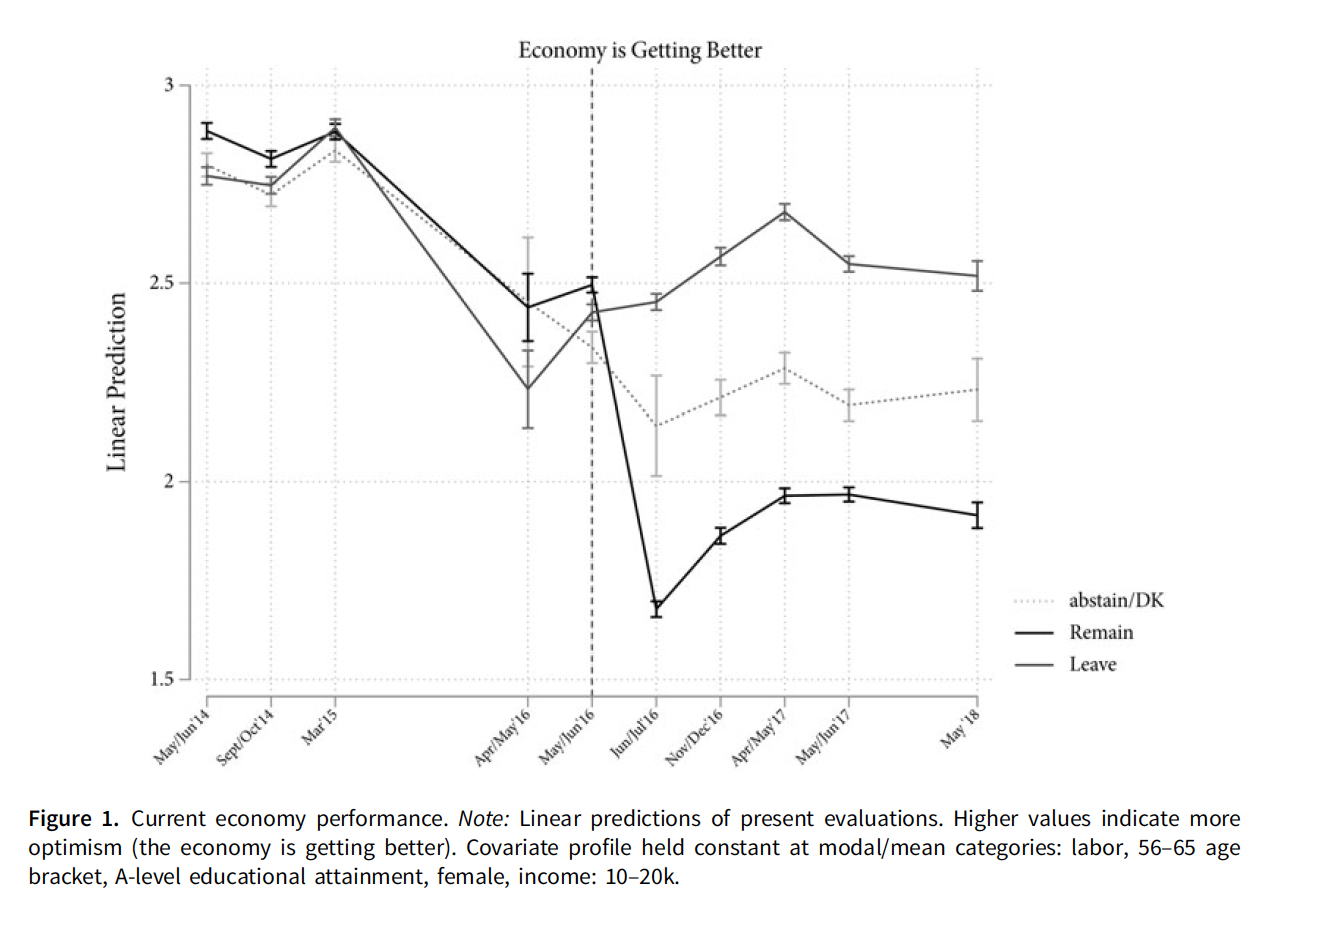 Economy is Getting Better
3
2.5
2
1.5
Linear Prediction
May/Jun'14
Sept/Oct'14
Mar'15
Apr/May'16
May/Jun'16
Jun/Jul'16
Nov/Dec'16
Apr/May'17
May/Jun'17
May '18
abstain/DK
Remain
Leave
Figure 1. Current economy performance. Note: Linear predictions of present evaluations. Higher values indicate more
optimism (the economy is getting better). Covariate profile held constant at modal/mean categories: labor, 56–65 age
bracket, A-level educational attainment, female, income: 10–20k.